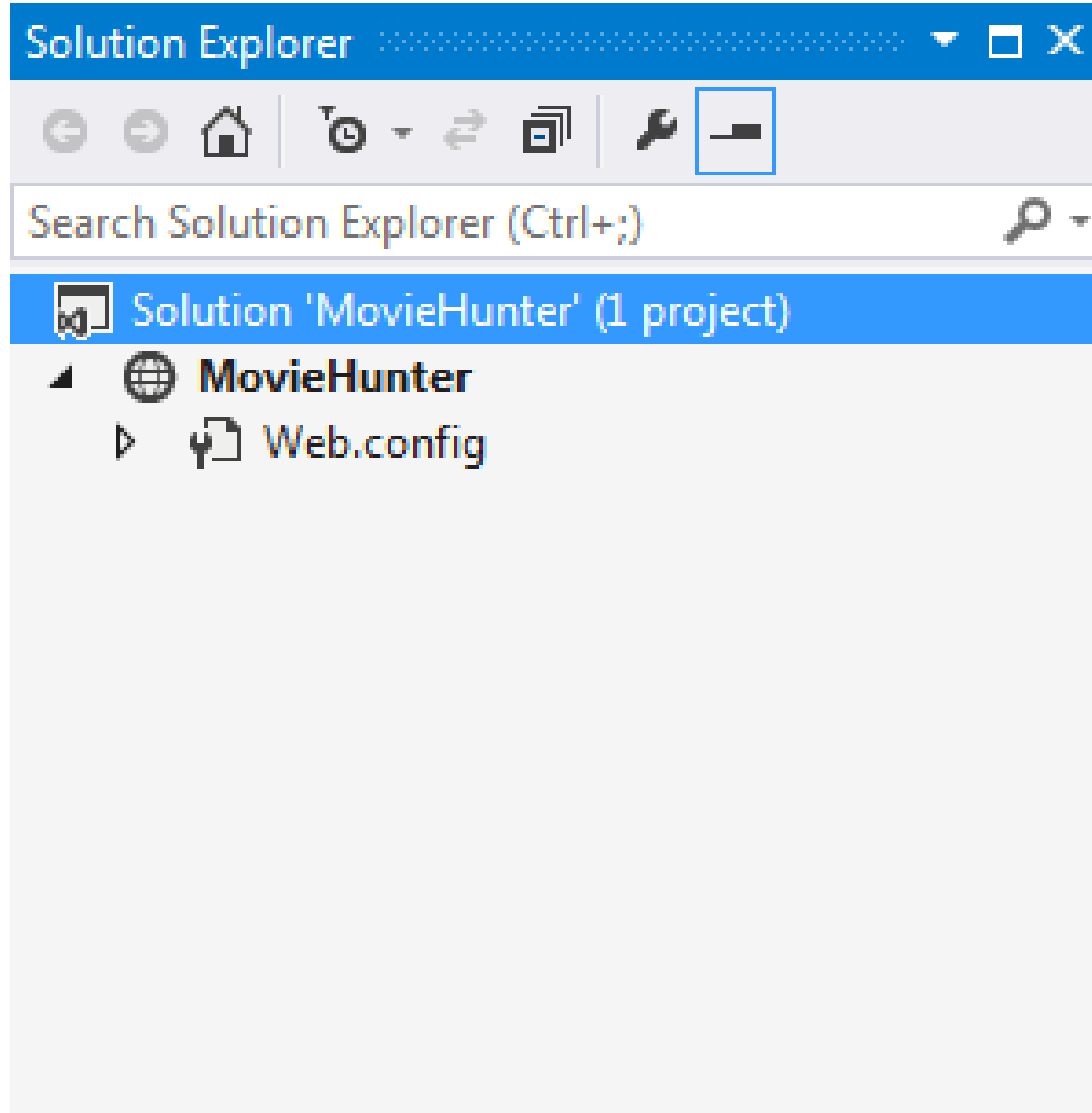 Solution Explorer
Search Solution Explorer (Ctrl+;)
Solution 'MovieHunter' (1 project)
MovieHunter
Web.config